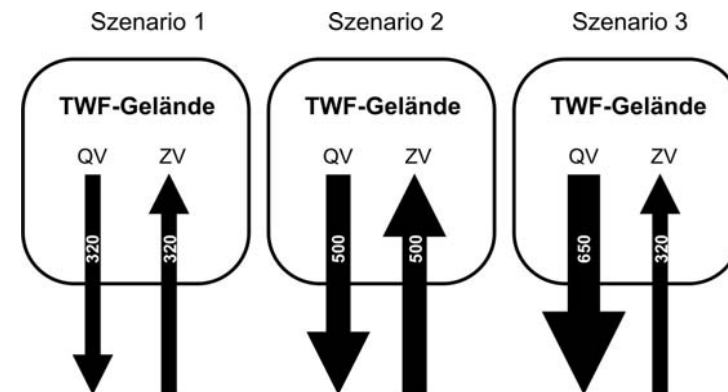 Szenario 1
TWF-Gelände
QV ZV
320 320
Szenario 2
TWF-Gelände
QV ZV
500 500
Szenario 3
TWF-Gelände
QV ZV
650 320